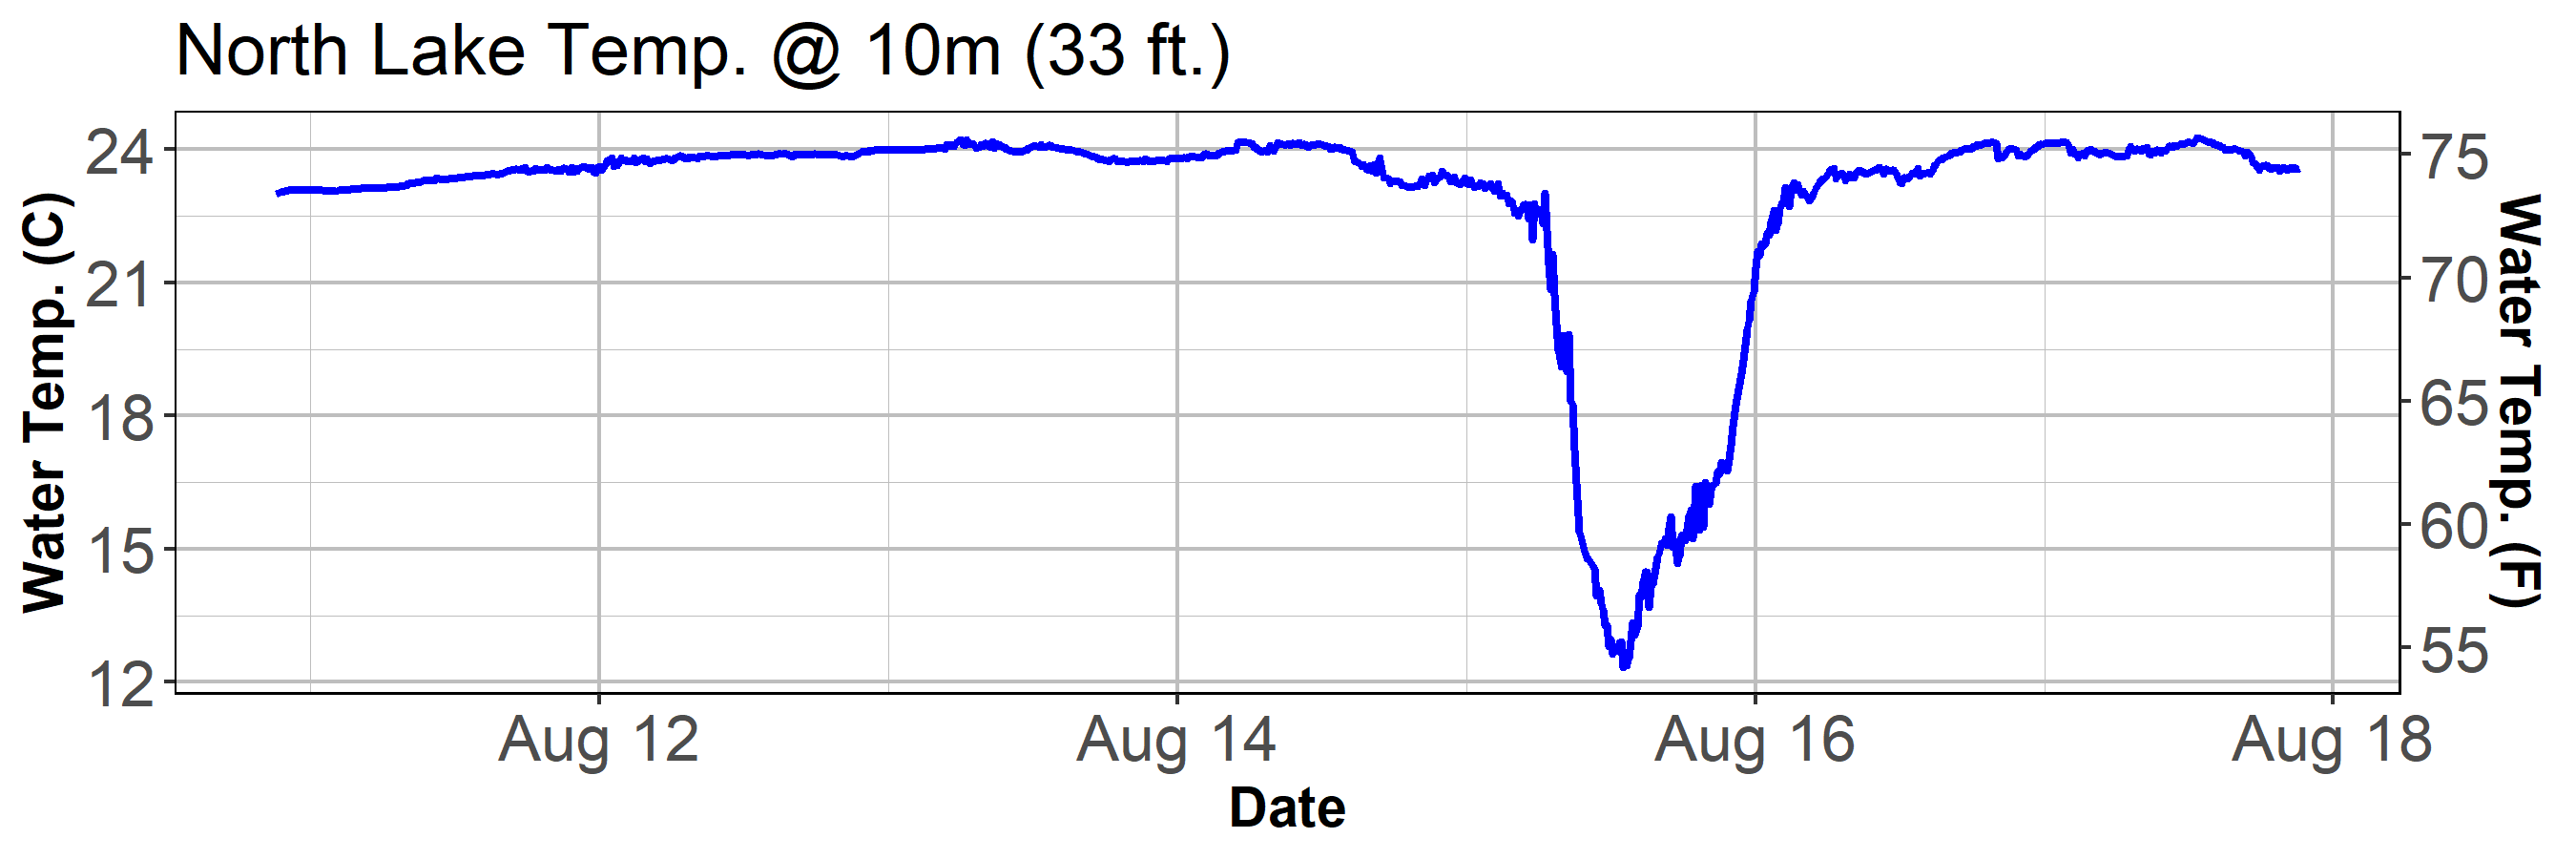 North Lake Temp. @ 10m (33 ft.)
Water Temp. (C)
24
21
18
15
12
75
70
65
60
55
Water Temp. (F)
Aug 12
Aug 14
Aug 16
Aug 18
Date